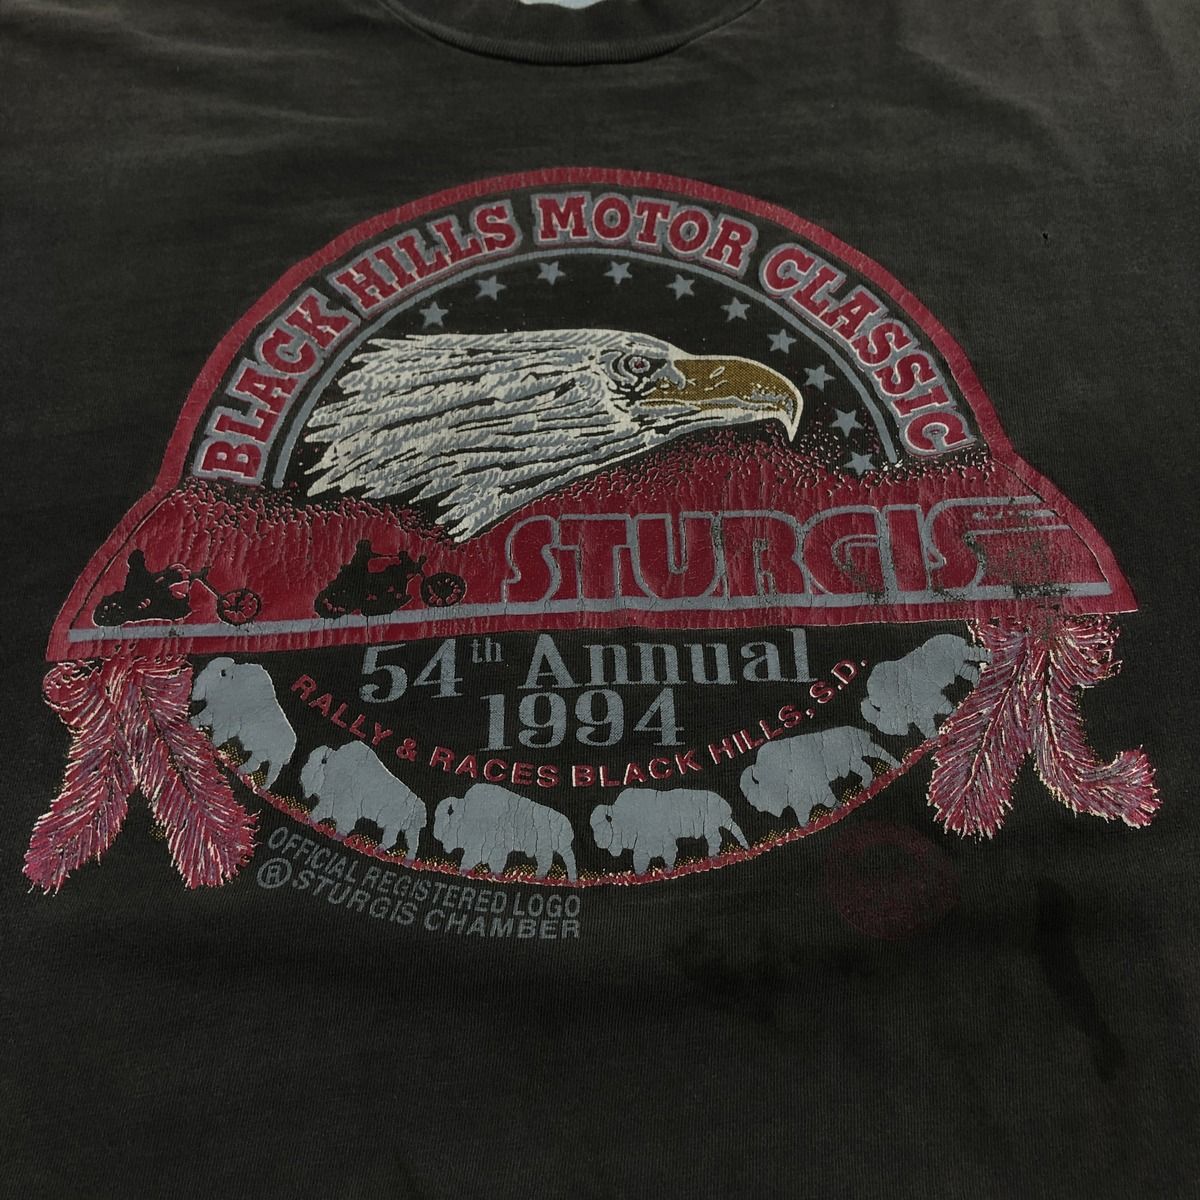 BLACK HILLS MOTOR CLASSIC
STURGIS
54th Annual
1994
RALLY & RACES BLACK HILLS, S.D.
OFFICIAL REGISTERED LOGO
® STURGIS CHAMBER